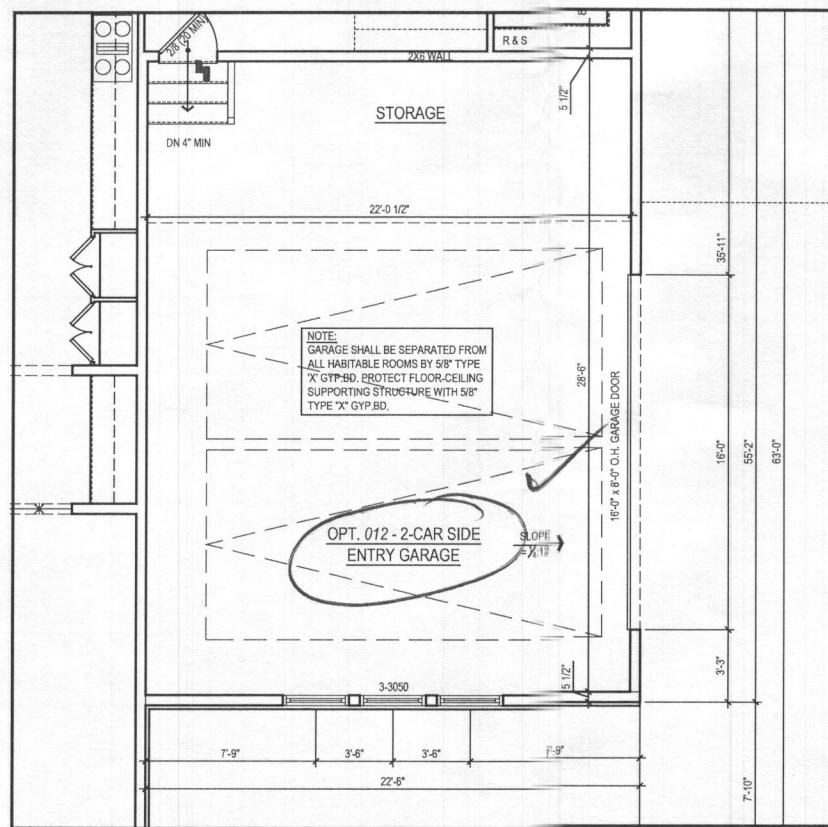 2/8 (20 MIN)
R & S
2X6 WALL
5 1/2"
STORAGE
DN 4" MIN
22'-0 1/2"
35'-11"
NOTE:
GARAGE SHALL BE SEPARATED FROM
ALL HABITABLE ROOMS BY 5/8" TYPE
'X' GYP.BD. PROTECT FLOOR-CEILING
SUPPORTING STRUCTURE WITH 5/8"
TYPE "X" GYP.BD.
28'-6"
16'-0" x 8'-0" O.H. GARAGE DOOR
16'-0"
55'-2"
63'-0"
OPT. 012 - 2-CAR SIDE
ENTRY GARAGE
SLOPE
5 1/2"
3'-3"
3-3050
7'-9"
3'-6"
3'-6"
7'-9"
22'-6"
7'-10"